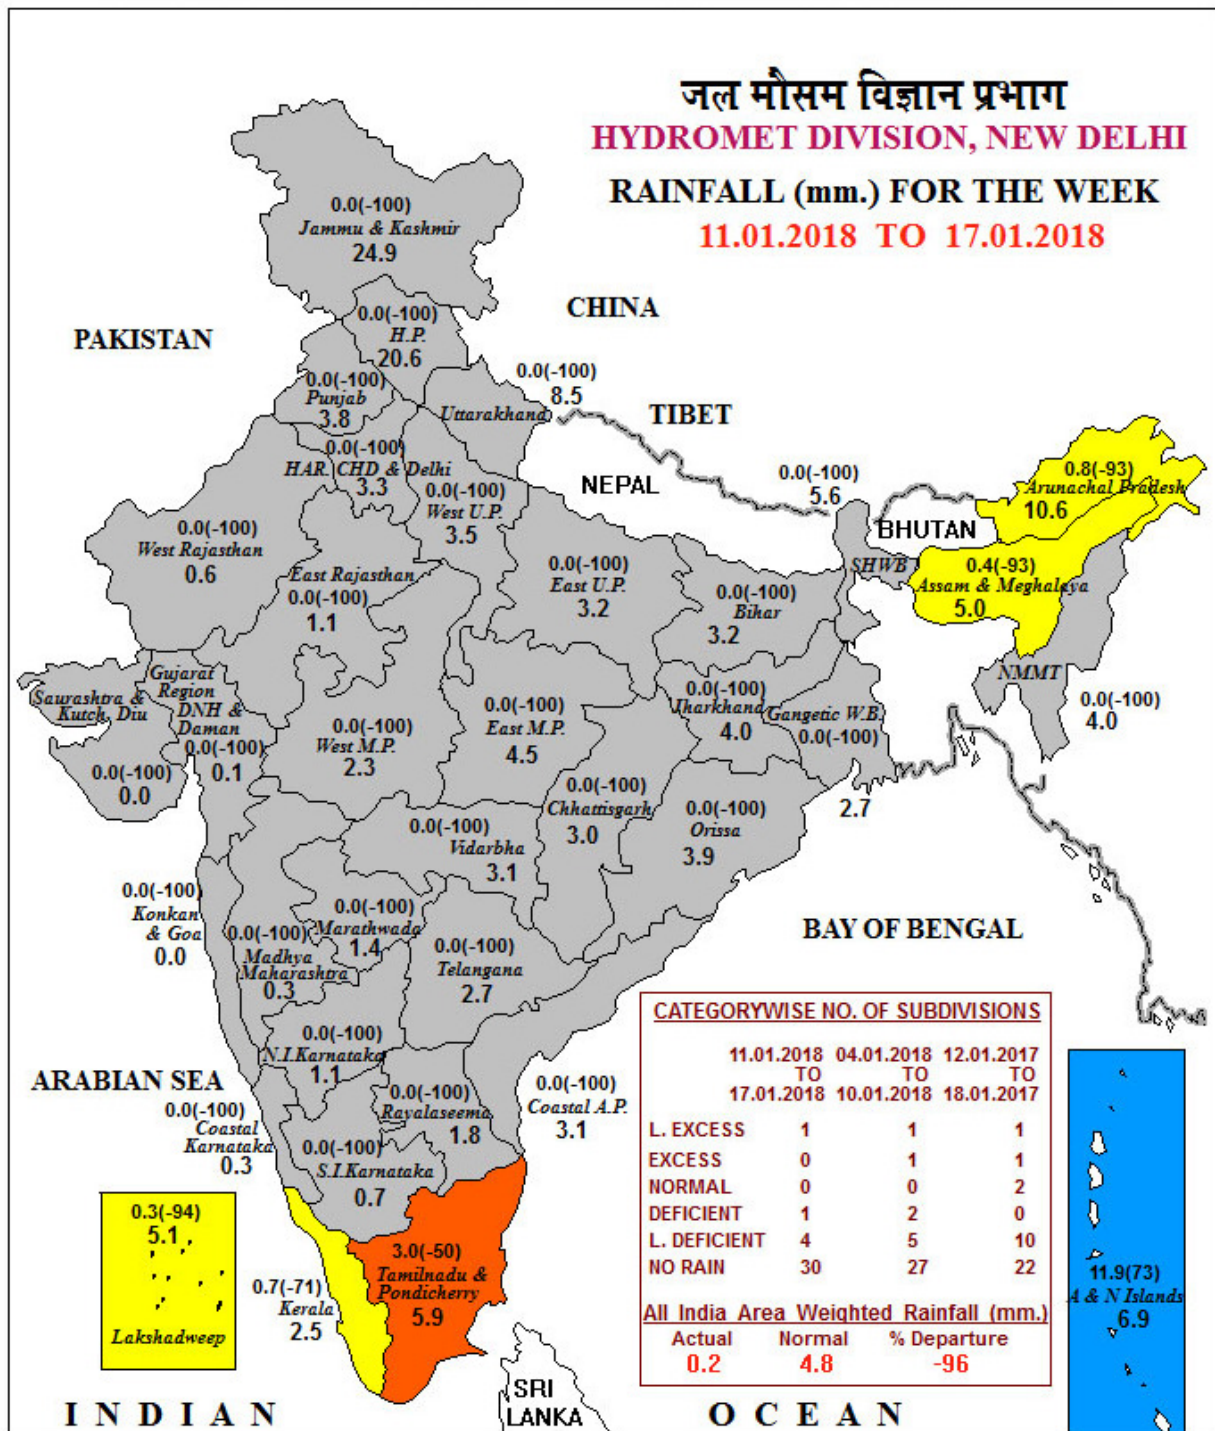 जल मौसम विज्ञान प्रभाग
HYDROMET DIVISION, NEW DELHI
RAINFALL (mm.) FOR THE WEEK
11.01.2018 TO 17.01.2018
0.0(-100)
Jammu & Kashmir
24.9
CHINA
PAKISTAN
0.0(-100)
H.P.
20.6
0.0(-100)
Punjab
3.8
0.0(-100)
8.5
Uttarakhand
TIBET
0.0(-100)
HAR. CHD & Delhi
3.3
NEPAL
0.0(-100)
5.6
SHWB
BHUTAN
0.8(-93)
Arunachal Pradesh
10.6
0.0(-100)
West U.P.
3.5
0.0(-100)
West Rajasthan
0.6
East Rajasthan
0.0(-100)
1.1
0.0(-100)
East U.P.
3.2
0.0(-100)
Bihar
3.2
0.4(-93)
Assam & Meghalaya
5.0
NMMT
0.0(-100)
4.0
Saurashtra &
Kutch, Diu
0.0(-100)
0.0
Gujarat
Region
DNH &
Daman
0.0(-100)
0.1
0.0(-100)
West M.P.
2.3
0.0(-100)
East M.P.
4.5
0.0(-100)
Jharkhand
4.0
Gangetic W.B.
0.0(-100)
2.7
0.0(-100)
Chhattisgarh
3.0
0.0(-100)
Orissa
3.9
0.0(-100)
Vidarbha
3.1
0.0(-100)
Konkan
& Goa
0.0
0.0(-100)
Madhya
Maharashtra
0.3
0.0(-100)
Marathwada
1.4
0.0(-100)
Telangana
2.7
BAY OF BENGAL
0.0(-100)
N.I.Karnataka
1.1
ARABIAN SEA
0.0(-100)
Coastal
Karnataka
0.3
0.0(-100)
Rayalaseema
1.8
0.0(-100)
Coastal A.P.
3.1
0.0(-100)
S.I.Karnataka
0.7
0.3(-94)
5.1
Lakshadweep
0.7(-71)
Kerala
2.5
3.0(-50)
Tamilnadu &
Pondicherry
5.9
CATEGORYWISE NO. OF SUBDIVISIONS
11.01.2018 04.01.2018 12.01.2017
TO TO TO
17.01.2018 10.01.2018 18.01.2017
L. EXCESS 1 1 1
EXCESS 0 1 1
NORMAL 0 0 2
DEFICIENT 1 2 0
L. DEFICIENT 4 5 10
NO RAIN 30 27 22
All India Area Weighted Rainfall (mm.)
Actual Normal % Departure
0.2 4.8 -96
11.9(73)
A & N Islands
6.9
SRI
LANKA
INDIAN OCEAN